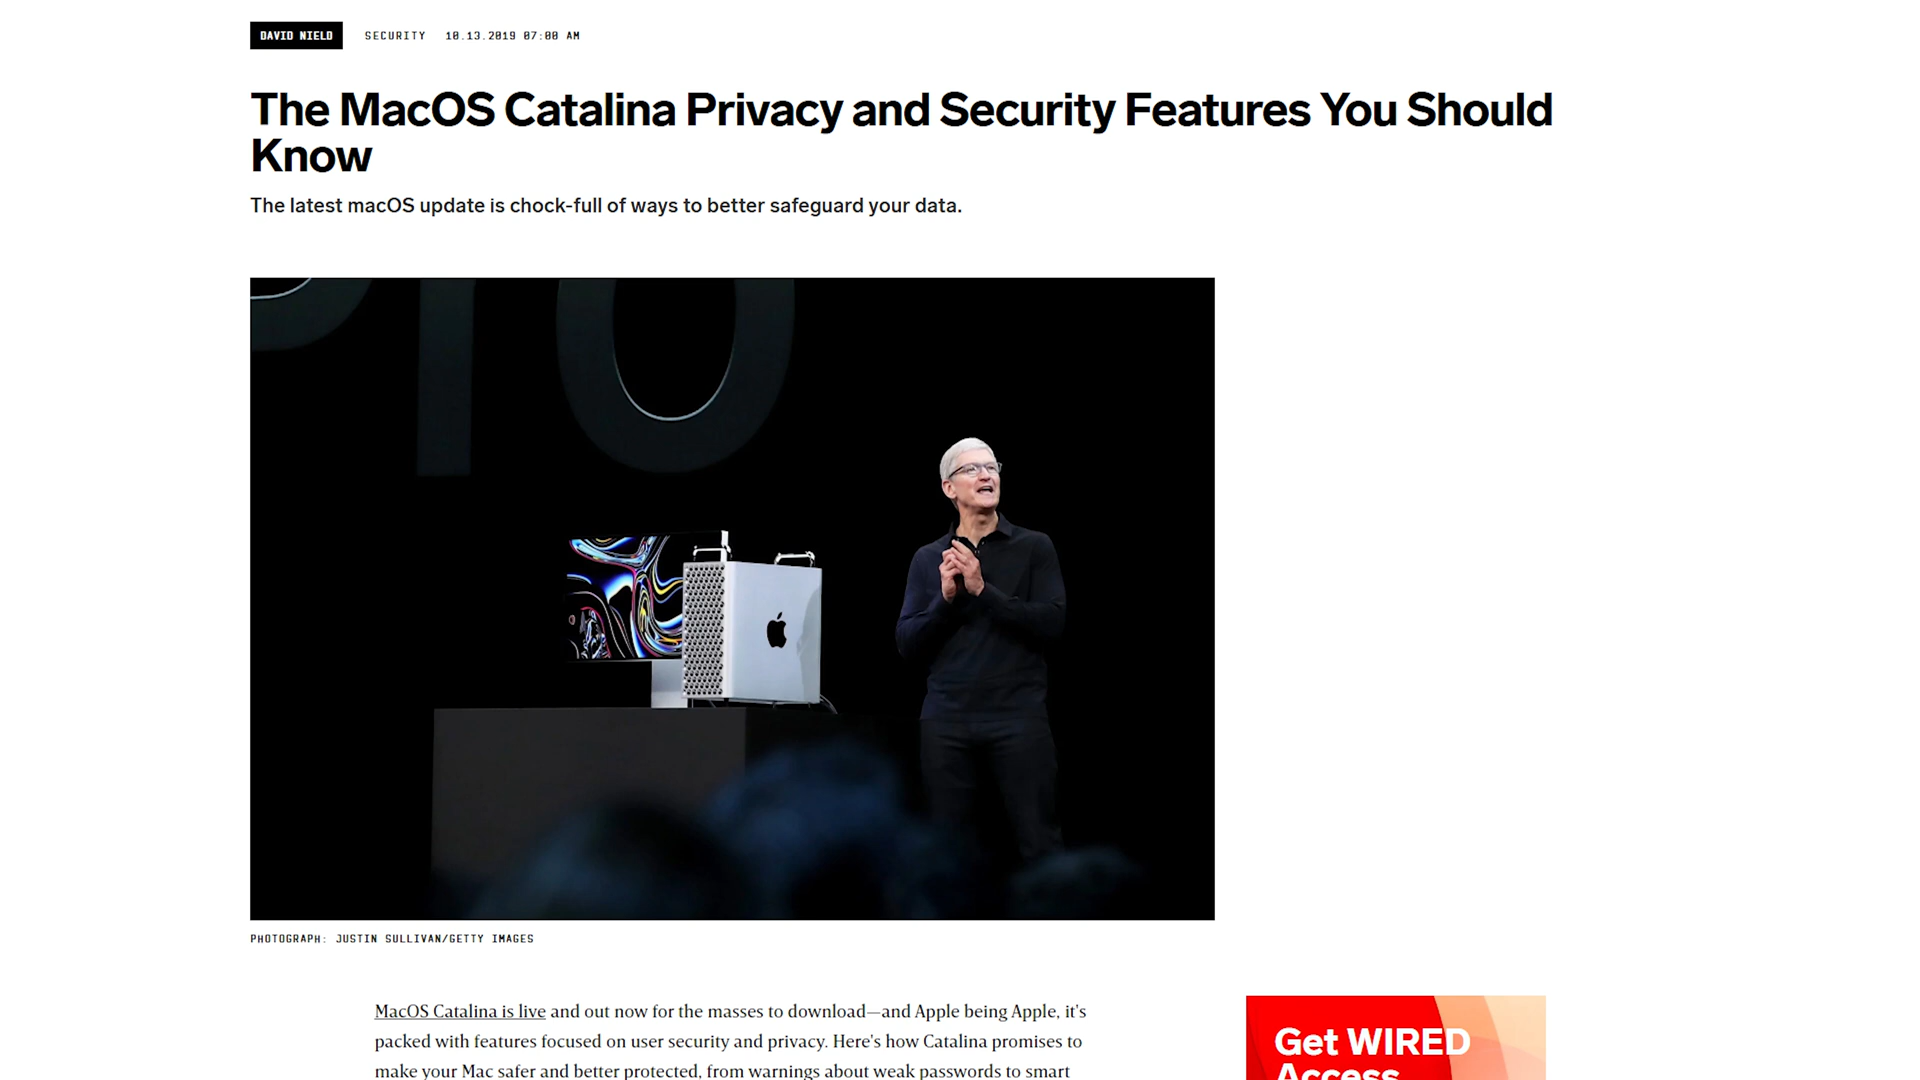 DAVID NIELD SECURITY 10.13.2019 07:00 AM
The MacOS Catalina Privacy and Security Features You Should
Know
The latest macOS update is chock-full of ways to better safeguard your data.
PRO
PHOTOGRAPH: JUSTIN SULLIVAN/GETTY IMAGES
MacOS Catalina is live and out now for the masses to download—and Apple being Apple, it's
packed with features focused on user security and privacy. Here's how Catalina promises to
make your Mac safer and better protected, from warnings about weak passwords to smart
Get WIRED
Access